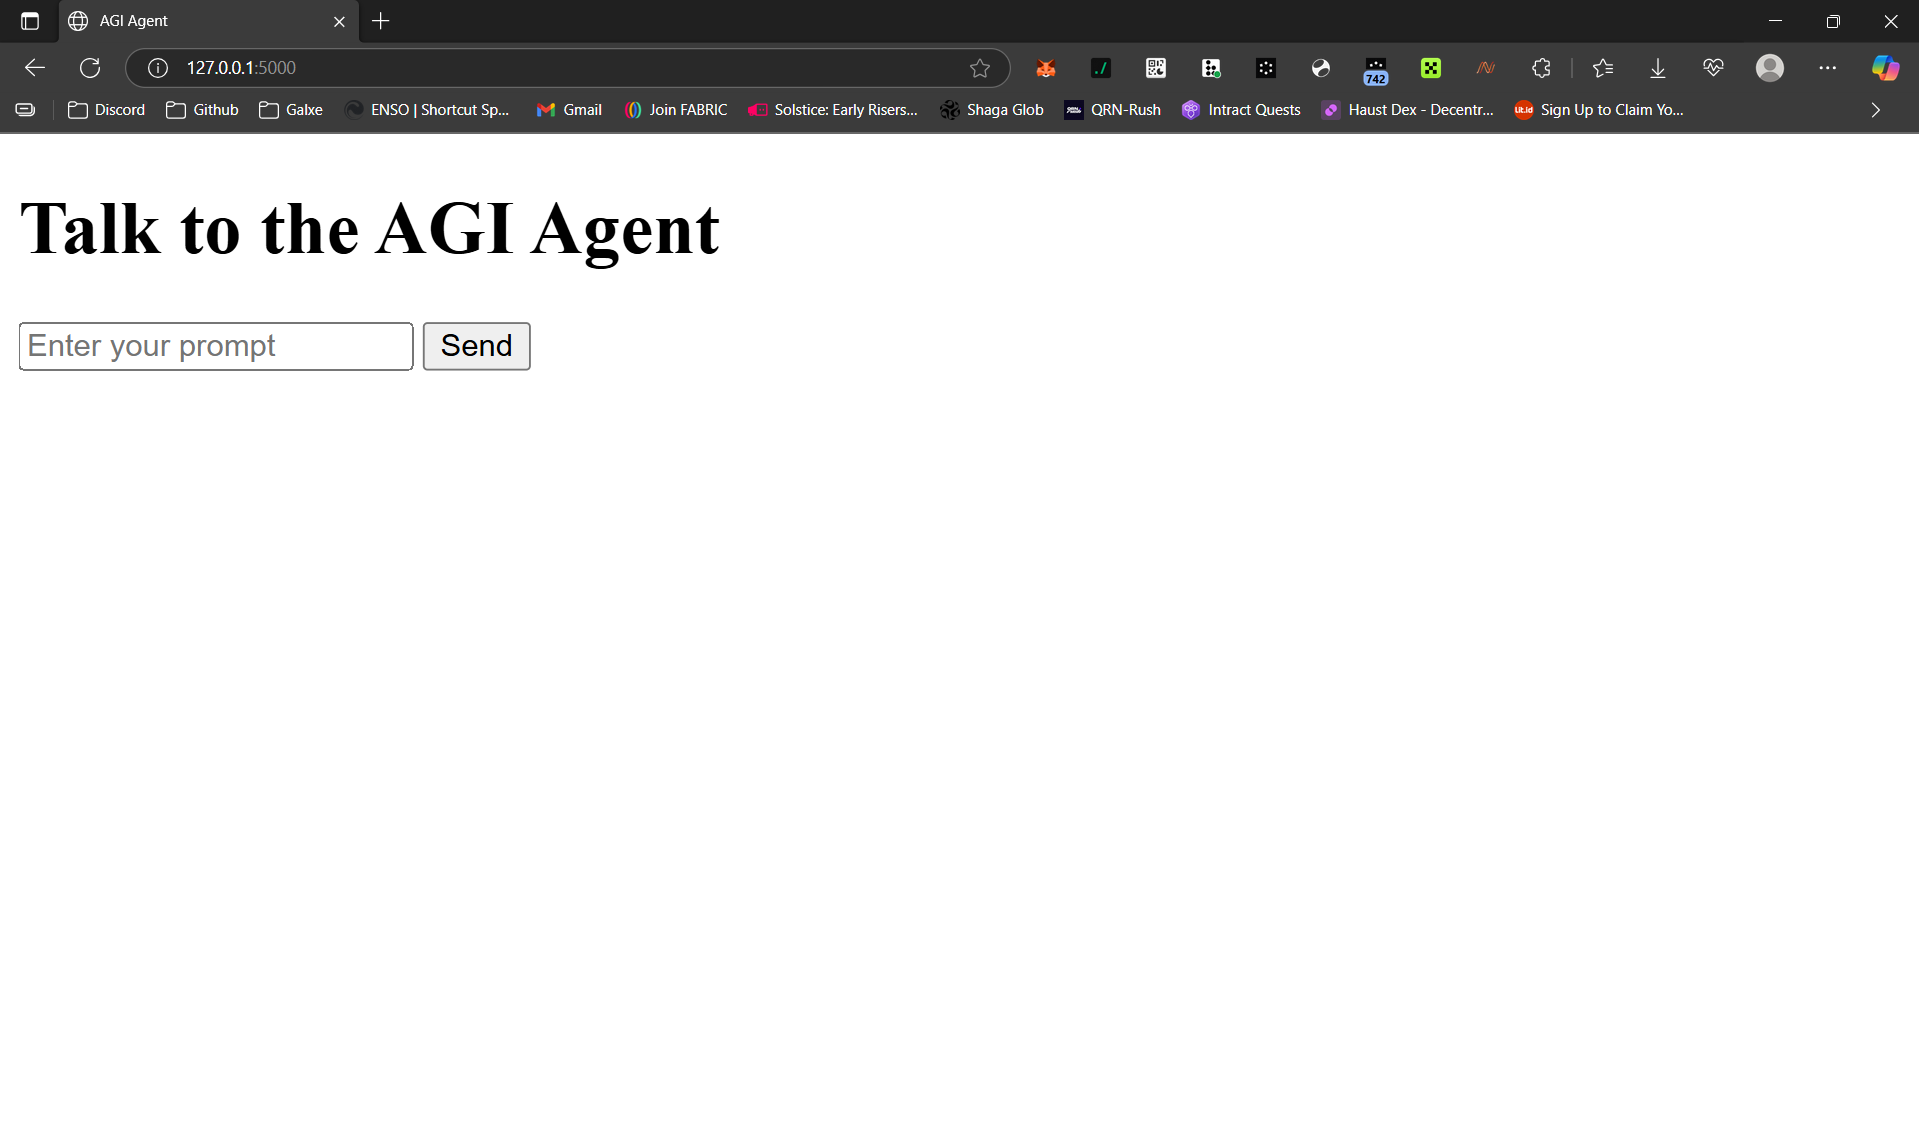 AGI Agent
127.0.0.1:5000
742
Discord Github Galxe ENSO | Shortcut Sp... Gmail Join FABRIC Solstice: Early Risers... Shaga Glob QRN-Rush Intract Quests Haust Dex - Decentr... Lit.id Sign Up to Claim Yo...
Talk to the AGI Agent
Enter your prompt Send